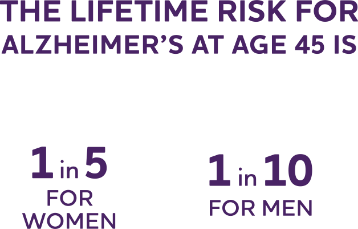 THE LIFETIME RISK FOR
ALZHEIMER'S AT AGE 45 IS
1 in 5
FOR
WOMEN
1 in 10
FOR MEN